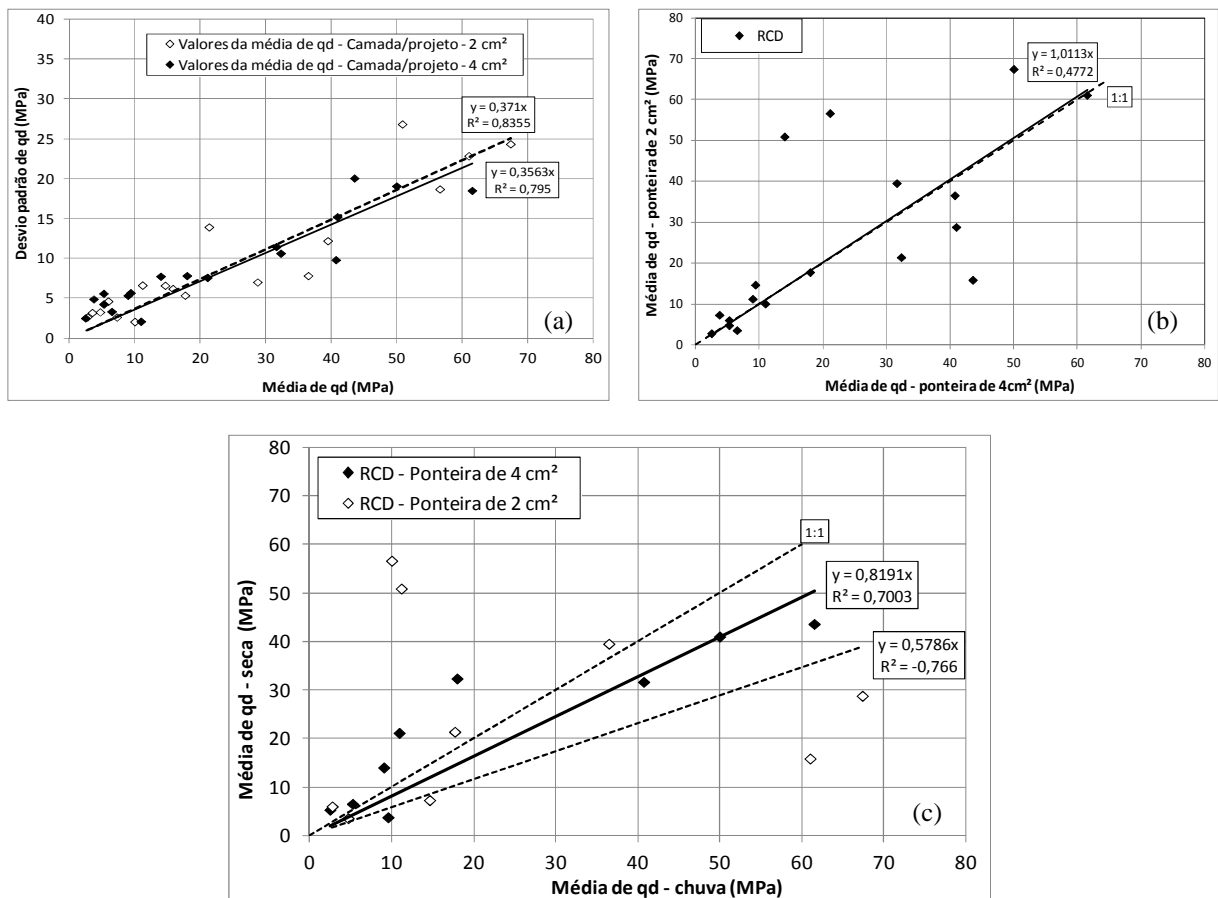 Valores da média de qd - Camada/projeto - 2 cm²
Valores da média de qd - Camada/projeto - 4 cm²
y = 0,371x
R² = 0,8355
y = 0,3563x
R² = 0,795
(a)
Desvio padrão de qd (MPa)
40
35
30
25
20
15
10
5
0
0 10 20 30 40 50 60 70 80
Média de qd (MPa)
RCD
y = 1,0113x
R² = 0,4772
1:1
(b)
Média de qd - ponteira de 2 cm² (MPa)
80
70
60
50
40
30
20
10
0
0 10 20 30 40 50 60 70 80
Média de qd - ponteira de 4cm² (MPa)
RCD - Ponteira de 4 cm²
RCD - Ponteira de 2 cm²
1:1
y = 0,8191x
R² = 0,7003
y = 0,5786x
R² = -0,766
(c)
Média de qd - seca (MPa)
80
70
60
50
40
30
20
10
0
0 10 20 30 40 50 60 70 80
Média de qd - chuva (MPa)